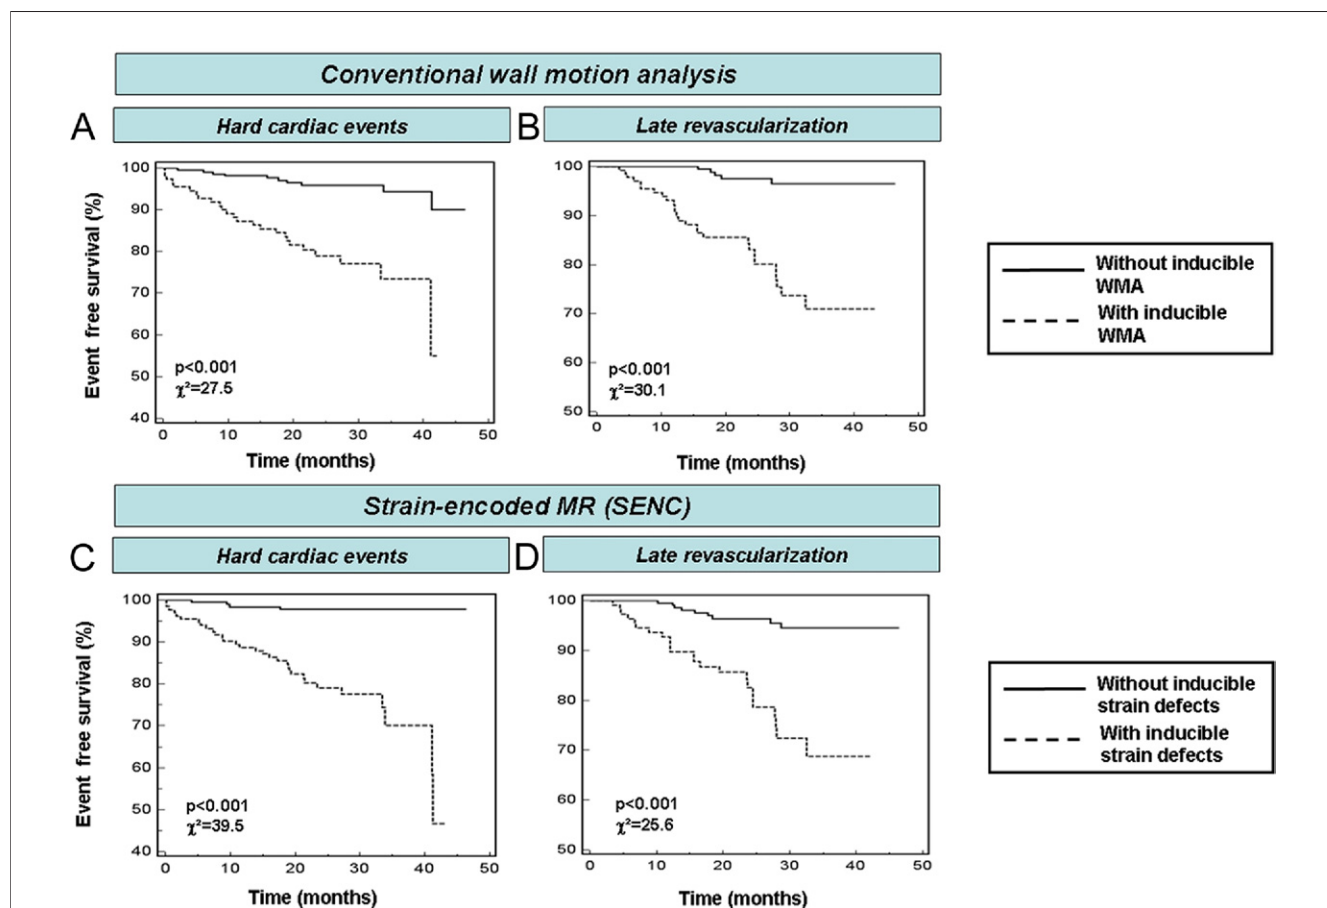 Conventional wall motion analysis
A
Hard cardiac events
B
Late revascularization
Event free survival (%)
100
90
80
70
60
50
40
p<0.001
χ²=27.5
0 10 20 30 40 50
Time (months)
100
90
80
70
60
50
p<0.001
χ²=30.1
0 10 20 30 40 50
Time (months)
Without inducible
WMA
With inducible
WMA
Strain-encoded MR (SENC)
C
Hard cardiac events
D
Late revascularization
Event free survival (%)
100
90
80
70
60
50
40
p<0.001
χ²=39.5
0 10 20 30 40 50
Time (months)
100
90
80
70
60
50
p<0.001
χ²=25.6
0 10 20 30 40 50
Time (months)
Without inducible
strain defects
With inducible
strain defects